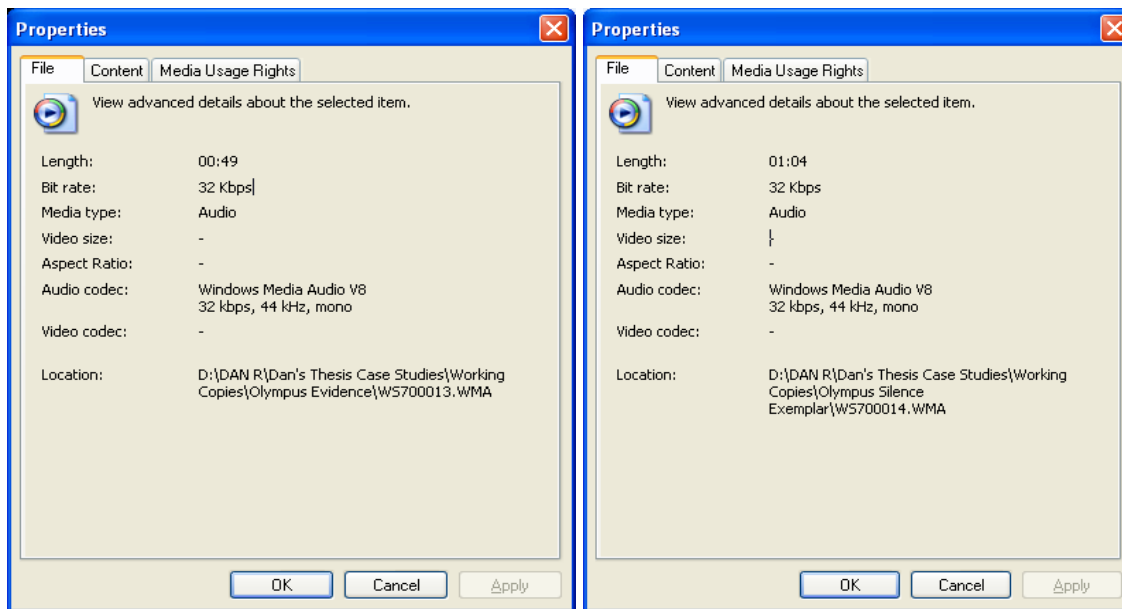 Properties
File Content Media Usage Rights
View advanced details about the selected item.
Length: 00:49
Bit rate: 32 Kbps
Media type: Audio
Video size: -
Aspect Ratio: -
Audio codec: Windows Media Audio V8
32 kbps, 44 kHz, mono
Video codec: -
Location: D:\DAN R\Dan's Thesis Case Studies\Working
Copies\Olympus Evidence\WS700013.WMA
OK Cancel Apply
Properties
File Content Media Usage Rights
View advanced details about the selected item.
Length: 01:04
Bit rate: 32 Kbps
Media type: Audio
Video size: -
Aspect Ratio: -
Audio codec: Windows Media Audio V8
32 kbps, 44 kHz, mono
Video codec: -
Location: D:\DAN R\Dan's Thesis Case Studies\Working
Copies\Olympus Silence
Exemplar\WS700014.WMA
OK Cancel Apply